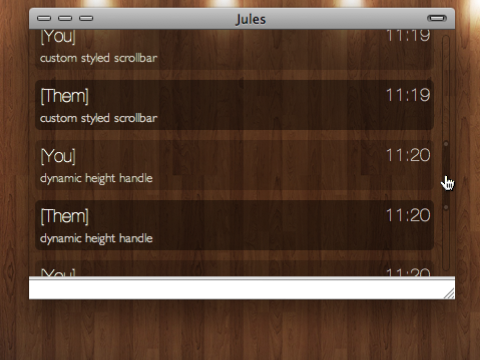 Jules
[You]
11:19
custom styled scrollbar
[Them]
11:19
custom styled scrollbar
[You]
11:20
dynamic height handle
[Them]
11:20
dynamic height handle
[You]
11:20